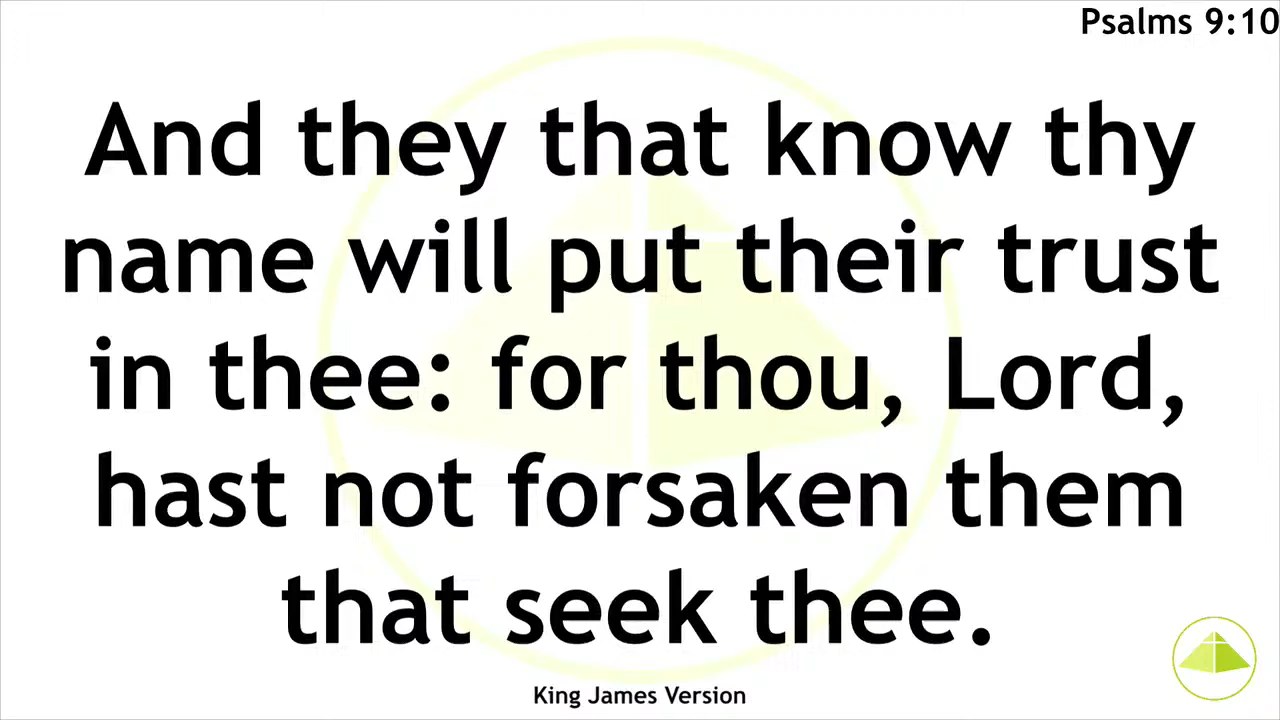 Psalms 9:10
And they that know thy
name will put their trust
in thee: for thou, Lord,
hast not forsaken them
that seek thee.
King James Version